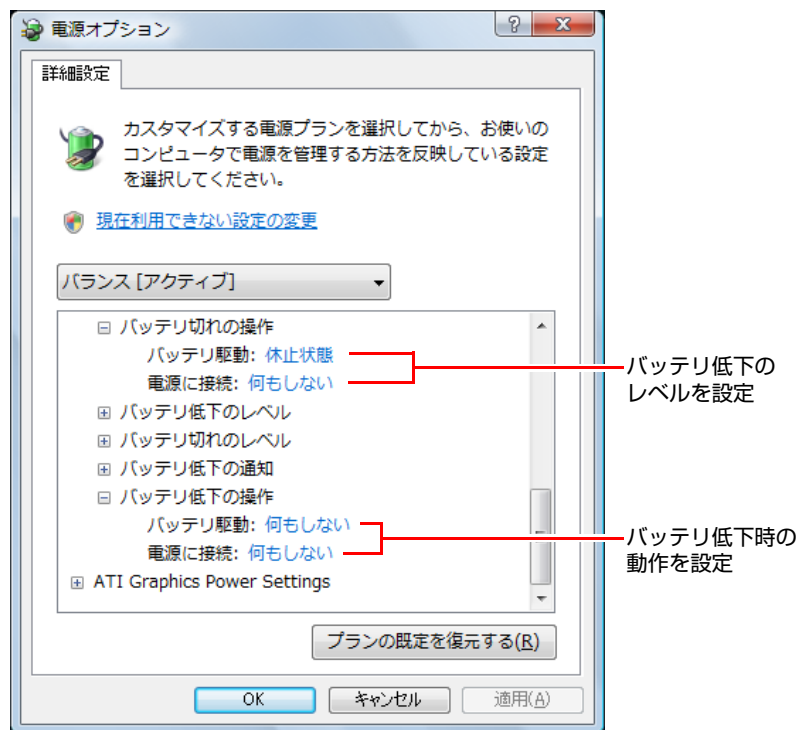 電源オプション
詳細設定
カスタマイズする電源プランを選択してから、お使いの
コンピュータで電源を管理する方法を反映している設定
を選択してください。
現在利用できない設定の変更
バランス [アクティブ]
バッテリ切れの操作
バッテリ駆動: 休止状態
電源に接続: 何もしない
バッテリ低下のレベル
バッテリ切れのレベル
バッテリ低下の通知
バッテリ低下の操作
バッテリ駆動: 何もしない
電源に接続: 何もしない
ATI Graphics Power Settings
プランの既定を復元する(R)
OK
キャンセル
適用(A)
バッテリ低下の
レベルを設定
バッテリ低下時の
動作を設定